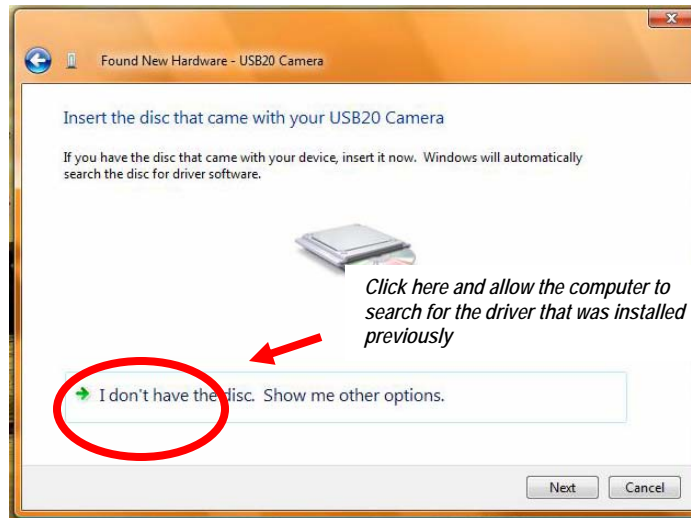 Found New Hardware - USB20 Camera
Insert the disc that came with your USB20 Camera
If you have the disc that came with your device, insert it now. Windows will automatically
search the disc for driver software.
Click here and allow the computer to
search for the driver that was installed
previously
I don't have the disc. Show me other options.
Next
Cancel